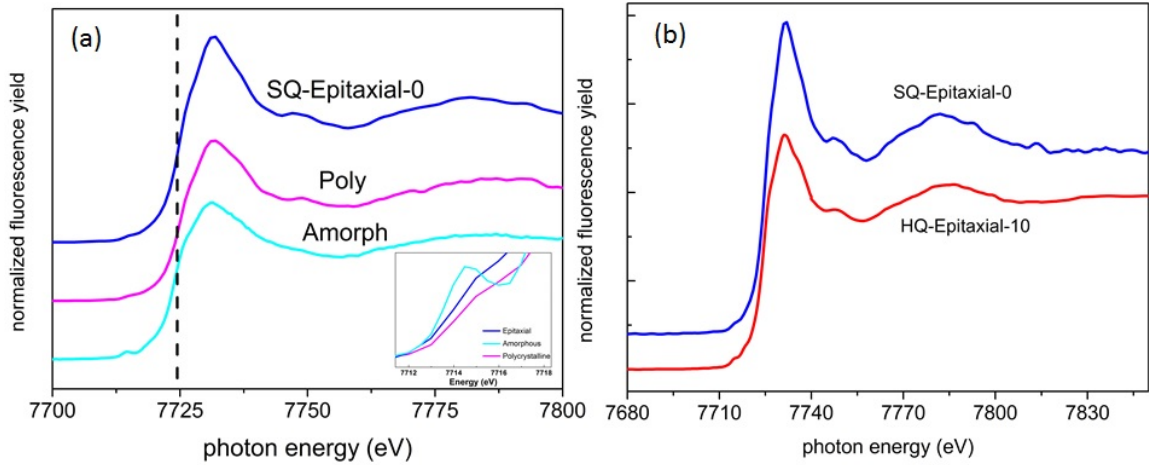 (a)
normalized fluorescence yield
SQ-Epitaxial-0
Poly
Amorph
Epitaxial
Amorphous
Polycrystalline
7712 7714 7716 7718
Energy (eV)
7700 7725 7750 7775 7800
photon energy (eV)
(b)
normalized fluorescence yield
SQ-Epitaxial-0
HQ-Epitaxial-10
7680 7710 7740 7770 7800 7830
photon energy (eV)